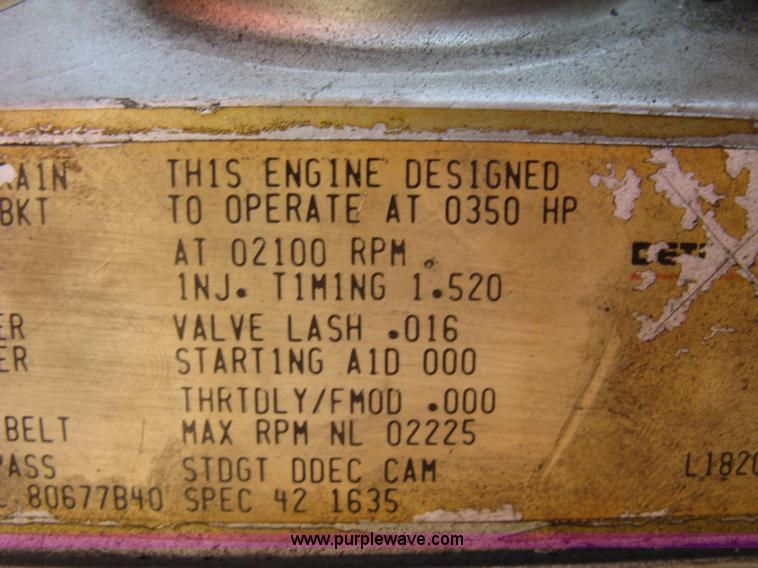 THIS ENGINE DESIGNED
BKT TO OPERATE AT 0350 HP
AT 02100 RPM.
INJ. TIMING 1.520
ER VALVE LASH .016
ER STARTING AID 000
THRTDLY/FMOD .000
BELT MAX RPM NL 02225
PASS STDGT DDEC CAM L1820
80677B40 SPEC 42 1635
www.purplewave.com